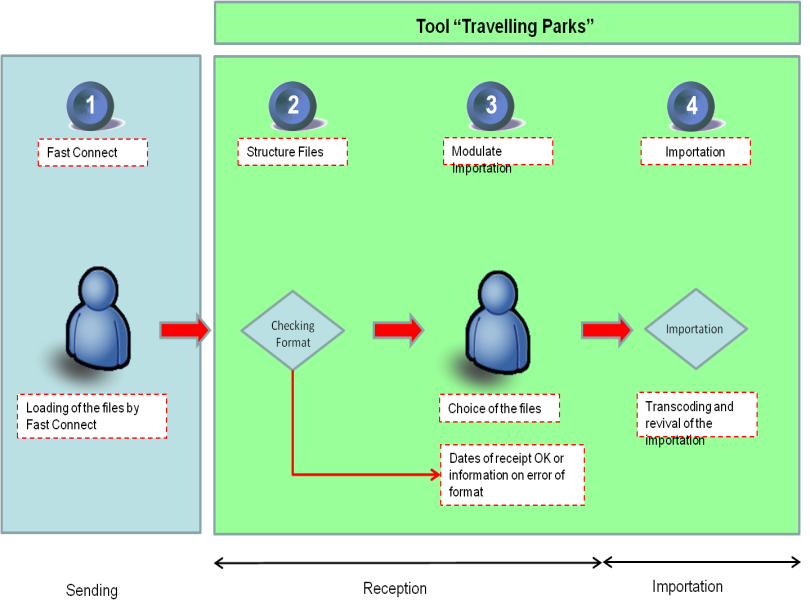 Tool “Travelling Parks”
1
2
3
4
Fast Connect
Structure Files
Modulate
Importation
Importation
Checking
Format
Importation
Loading of the files by
Fast Connect
Choice of the files
Transcoding and
revival of the
importation
Dates of receipt OK or
information on error of
format
Sending
Reception
Importation